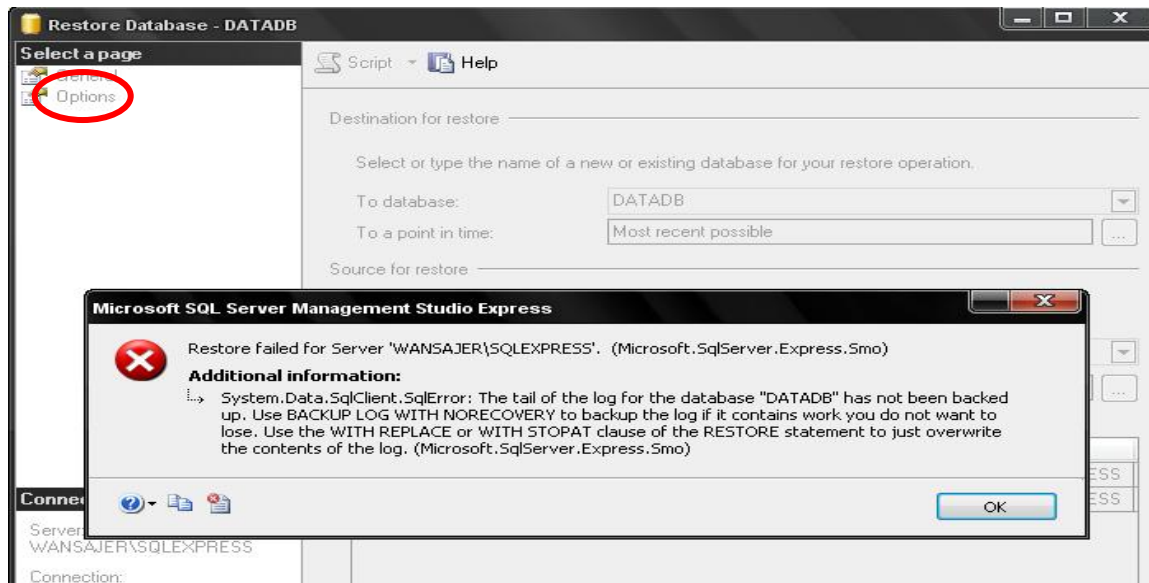 Restore Database - DATADB
Select a page
General
Options
Script
Help
Destination for restore
Select or type the name of a new or existing database for your restore operation.
To database:
DATADB
To a point in time:
Most recent possible
...
Source for restore
Microsoft SQL Server Management Studio Express
Restore failed for Server 'WANSAJER\SQLEXPRESS'. (Microsoft.SqlServer.Express.Smo)
Additional information:
System.Data.SqlClient.SqlError: The tail of the log for the database "DATADB" has not been backed
up. Use BACKUP LOG WITH NORECOVERY to backup the log if it contains work you do not want to
lose. Use the WITH REPLACE or WITH STOPAT clause of the RESTORE statement to just overwrite
the contents of the log. (Microsoft.SqlServer.Express.Smo)
OK
...
ESS
ESS
Conne
Server:
WANSAJER\SQLEXPRESS
Connection: